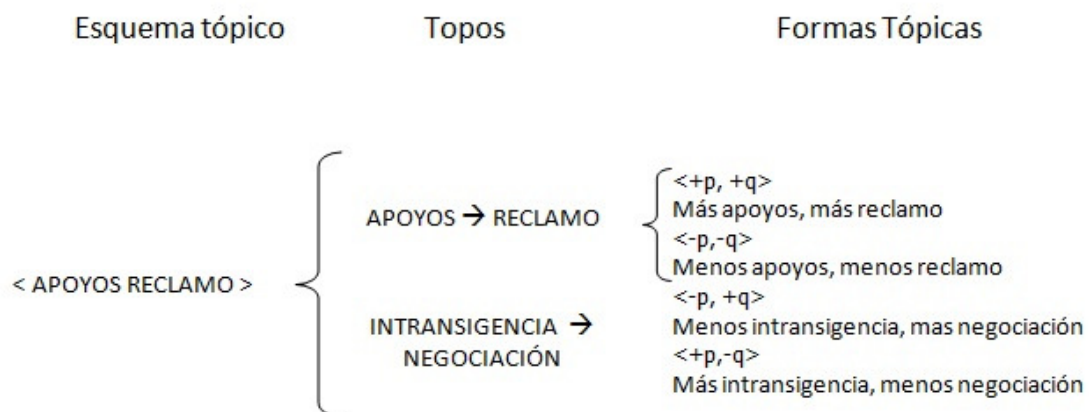 Esquema tópico Topos Formas Tópicas
<+p, +q>
APOYOS → RECLAMO Más apoyos, más reclamo
<-p,-q>
Menos apoyos, menos reclamo
< APOYOS RECLAMO >
<-p, +q>
INTRANSIGENCIA → Menos intransigencia, mas negociación
NEGOCIACIÓN <+p,-q>
Más intransigencia, menos negociación